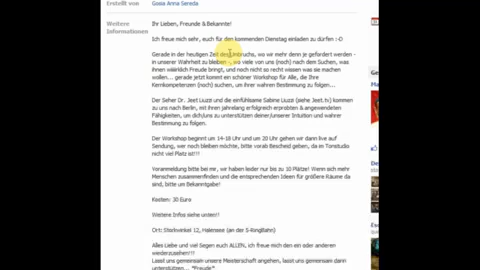 Erstellt von Gosia Anna Sereda
Weitere Informationen
Ihr Lieben, Freunde & Bekannte!
Ich freue mich sehr, euch für den kommenden Dienstag einladen zu dürfen :-D
Gerade in der heutigen Zeit des Umbruchs, wo wir mehr denn je gefordert werden -
in unserer Wahrheit zu bleiben -, wo viele von uns (noch) nach dem Suchen, was
ihnen wirklich Freude bringt, und noch nicht so recht wissen was sie machen
wollen... gerade jetzt kommt ein schöner Workshop für Alle, die Ihre
Kernkompetenzen (noch) suchen, um ihrer wahren Bestimmung zu folgen...
Der Seher Dr. Jeet Liuzzi und die einfühlsame Sabine Liuzzi (siehe Jeet.tv) kommen
zu uns nach Berlin, mit ihren jahrelang erfolgreich erprobten & angewendeten
Fähigkeiten, um dich/uns zu unterstützen deiner/unserer Intuition und wahrer
Bestimmung zu folgen.
Der Workshop beginnt um 14-18 Uhr und um 20 Uhr gehen wir dann live auf
Sendung, wer noch bleiben möchte, bitte vorab Bescheid geben, da im Tonstudio
nicht viel Platz ist!!!
Voranmeldung bitte bei mir, wir haben leider nur bis zu 10 Plätze! Wenn sich mehr
Menschen zusammenfinden und die entsprechenden Ideen für größere Räume da
sind, bitte um Bekanntgabe!
Kosten: 30 Euro
Weitere Infos siehe unten!!
Ort: Storkwinkel 12, Halensee (an der S-Ringbahn)
Alles Liebe und viel Segen euch ALLEN, ich freue mich den ein oder anderen
wiederzusehen!!!
Lasst uns gemeinsam unsere Meisterschaft angehen, lasst uns gemeinsam dann
unterstützen... *Freude*